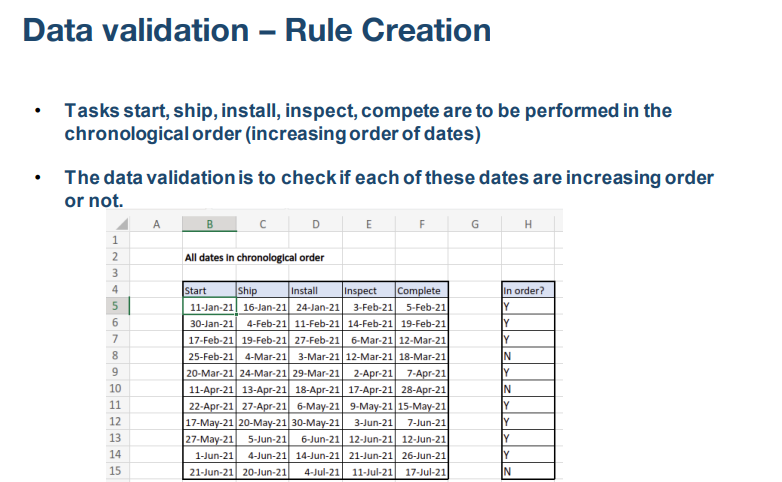 Data validation – Rule Creation
• Tasks start, ship, install, inspect, compete are to be performed in the
chronological order (increasing order of dates)
• The data validation is to check if each of these dates are increasing order
or not.
A B C D E F G H
1
2 All dates in chronological order
3
4 Start Ship Install Inspect Complete In order?
5 11-Jan-21 16-Jan-21 24-Jan-21 3-Feb-21 5-Feb-21 Y
6 30-Jan-21 4-Feb-21 11-Feb-21 14-Feb-21 19-Feb-21 Y
7 17-Feb-21 19-Feb-21 27-Feb-21 6-Mar-21 12-Mar-21 Y
8 25-Feb-21 4-Mar-21 3-Mar-21 12-Mar-21 18-Mar-21 N
9 20-Mar-21 24-Mar-21 29-Mar-21 2-Apr-21 7-Apr-21 Y
10 11-Apr-21 13-Apr-21 18-Apr-21 17-Apr-21 28-Apr-21 N
11 22-Apr-21 27-Apr-21 6-May-21 9-May-21 15-May-21 Y
12 17-May-21 20-May-21 30-May-21 3-Jun-21 7-Jun-21 Y
13 27-May-21 5-Jun-21 6-Jun-21 12-Jun-21 12-Jun-21 Y
14 1-Jun-21 4-Jun-21 14-Jun-21 21-Jun-21 26-Jun-21 Y
15 21-Jun-21 20-Jun-21 4-Jul-21 11-Jul-21 17-Jul-21 N